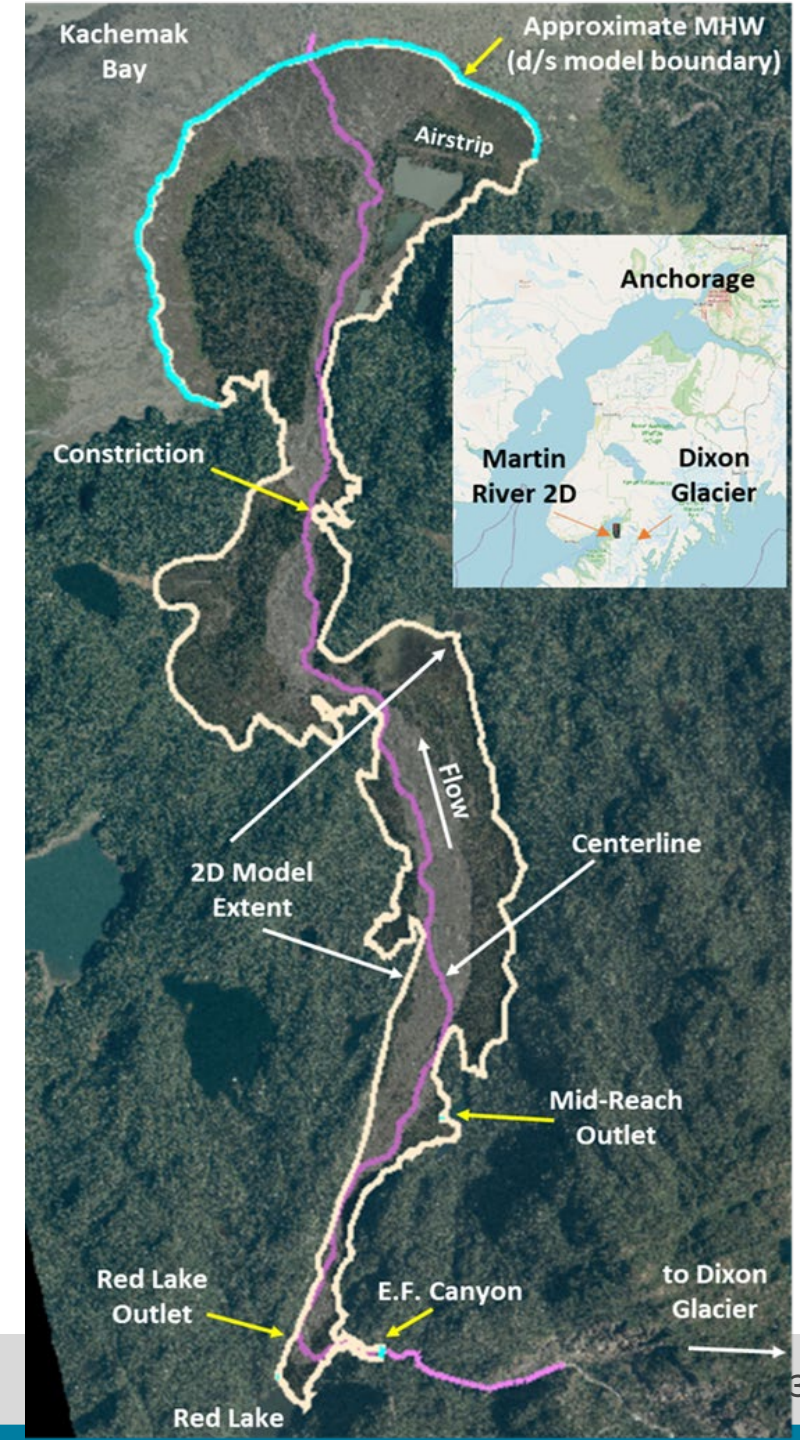 Kachemak
Bay
Approximate MHW
(d/s model boundary)
Airstrip
Anchorage
Martin
River 2D
Dixon
Glacier
Constriction
Flow
Centerline
2D Model
Extent
Mid-Reach
Outlet
Red Lake
Outlet
E.F. Canyon
to Dixon
Glacier
Red Lake